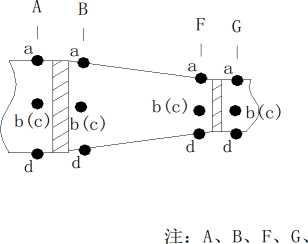 A B
F G
a a
a a
b(c) b(c)
b(c) b(c)
d d
d d
注: A、B、F、G、